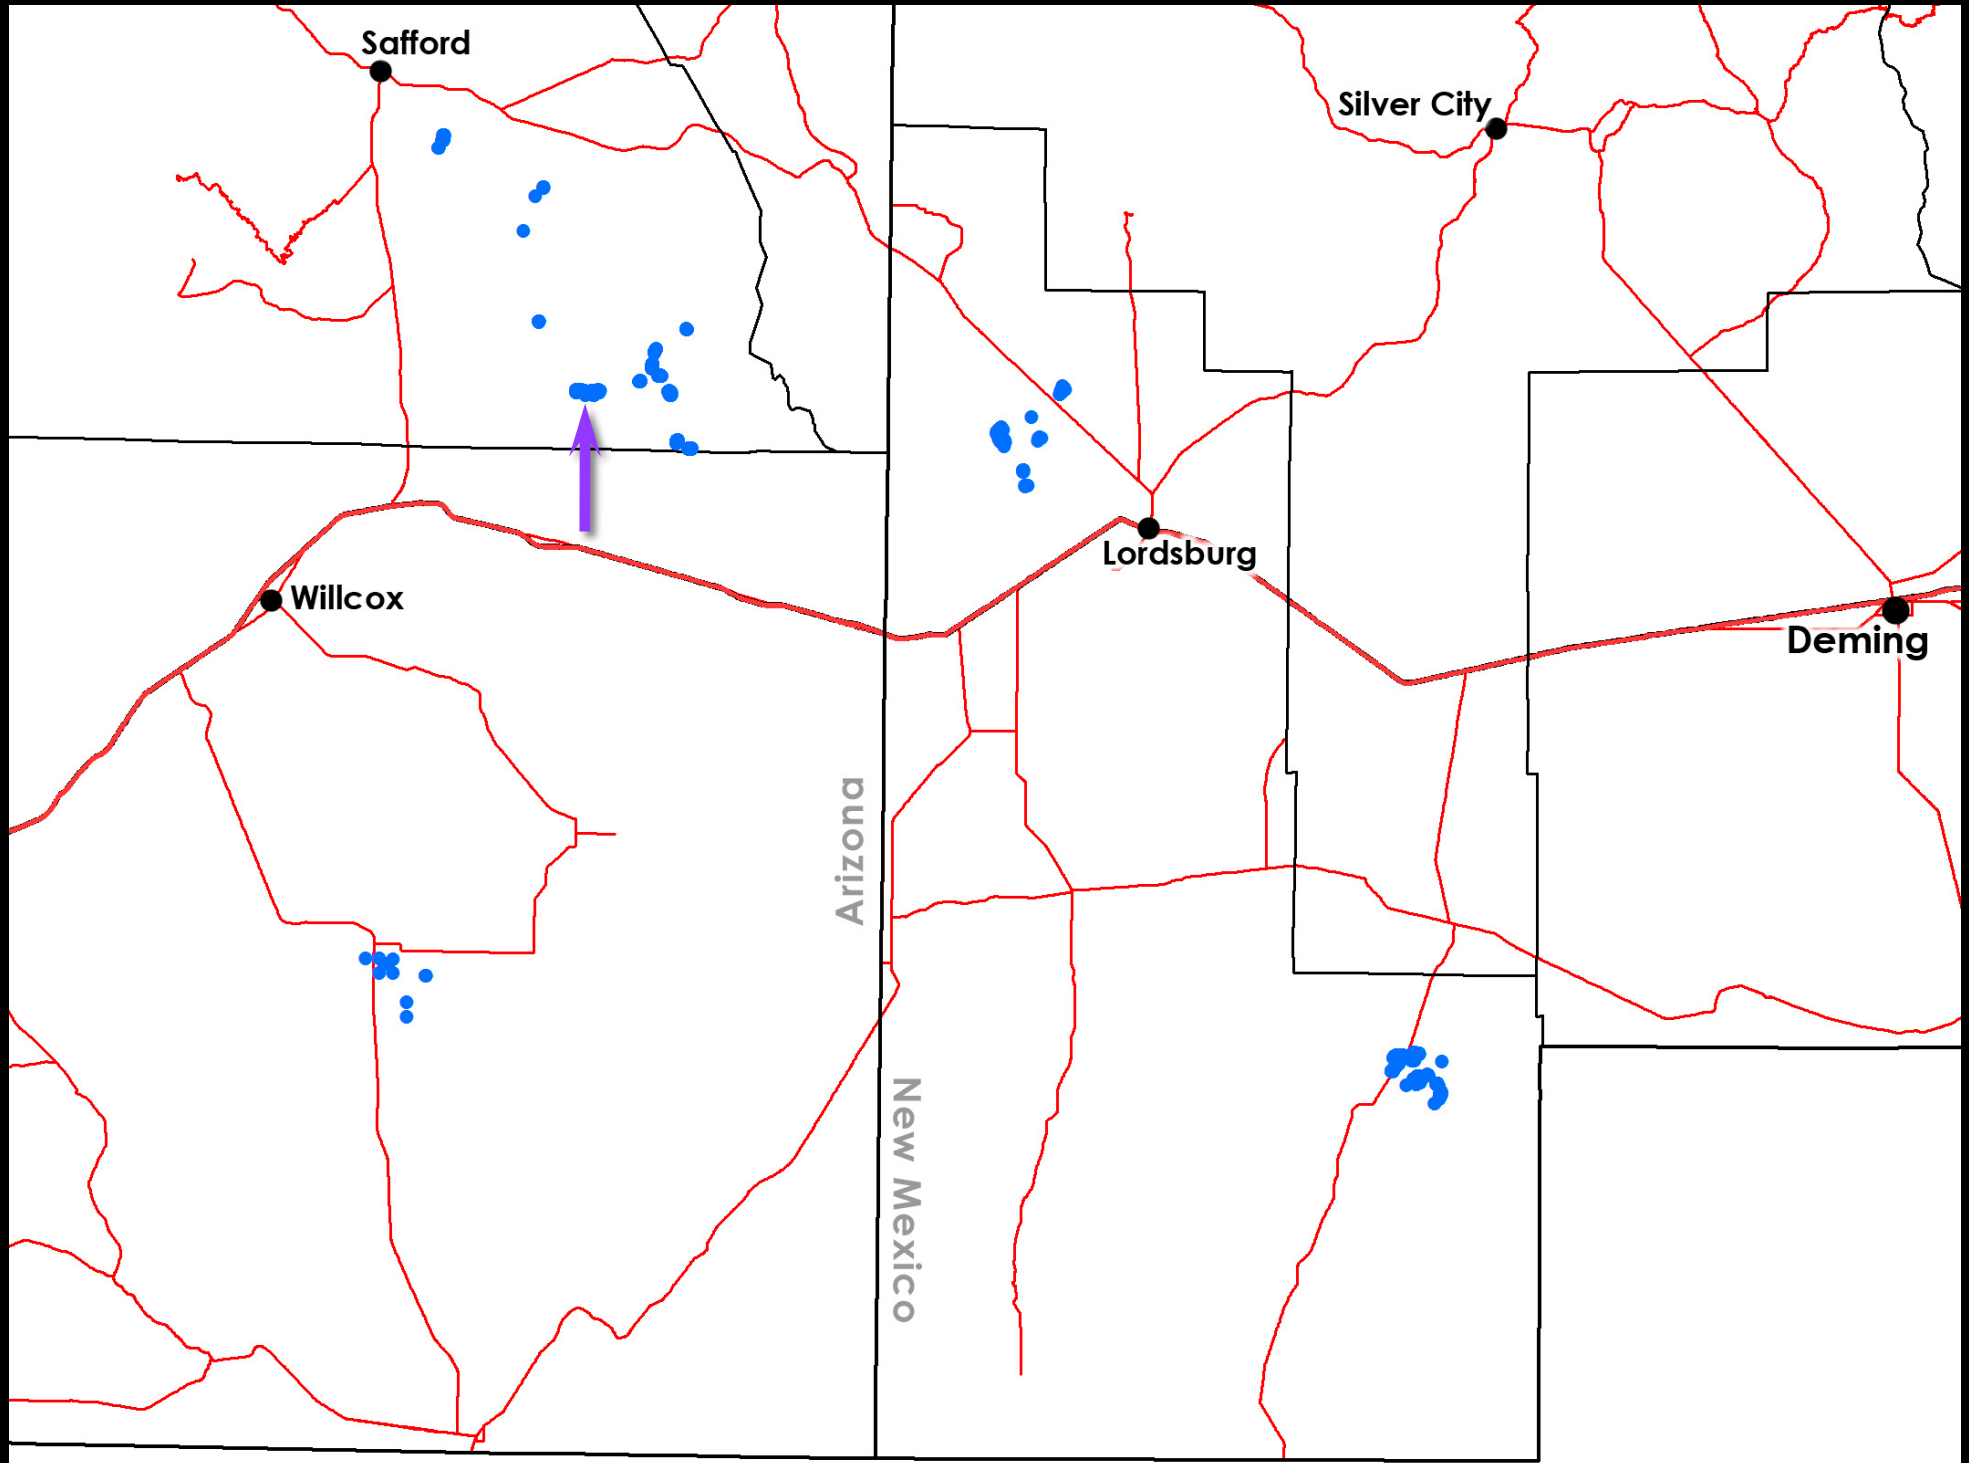 Safford
Silver City
Lordsburg
Willcox
Deming
Arizona
New Mexico